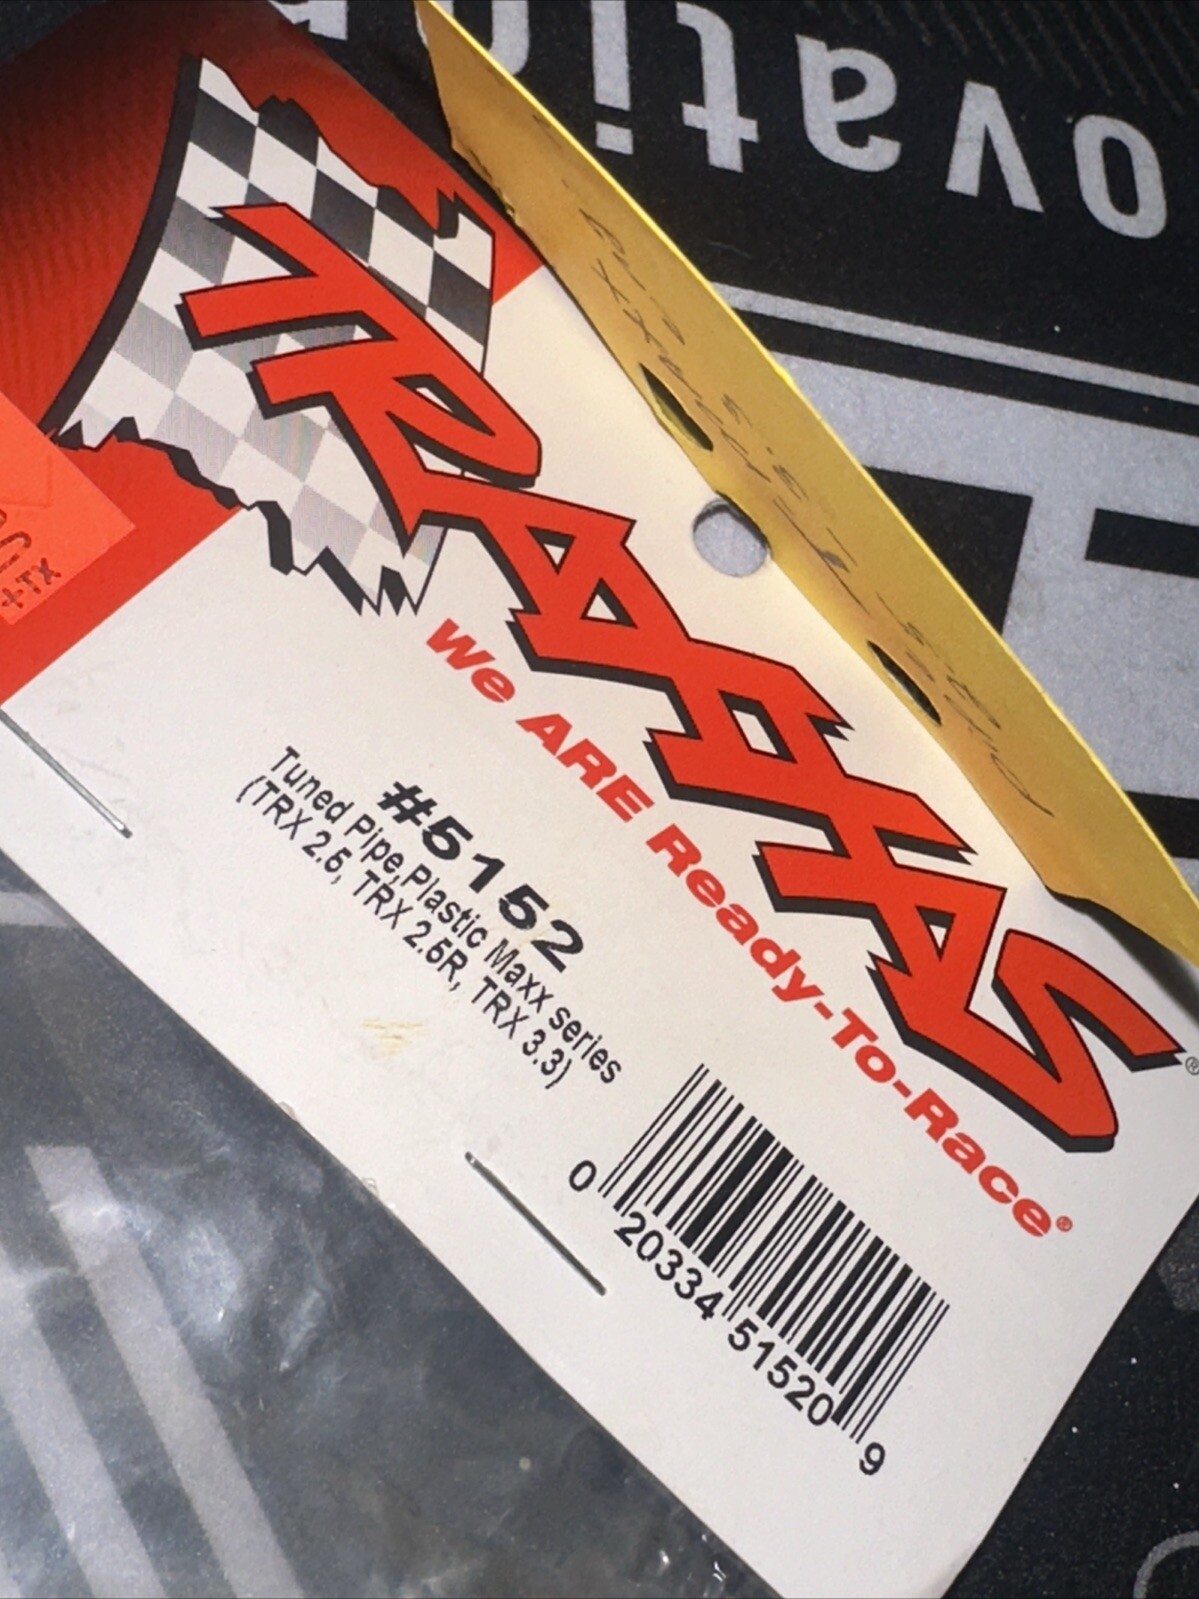 ovatio
TRAXXAS®
We ARE Ready-To-Race®
#5152
Tuned Pipe,Plastic Maxx series
(TRX 2.5, TRX 2.5R, TRX 3.3)
0 20334 51520 9
+TX